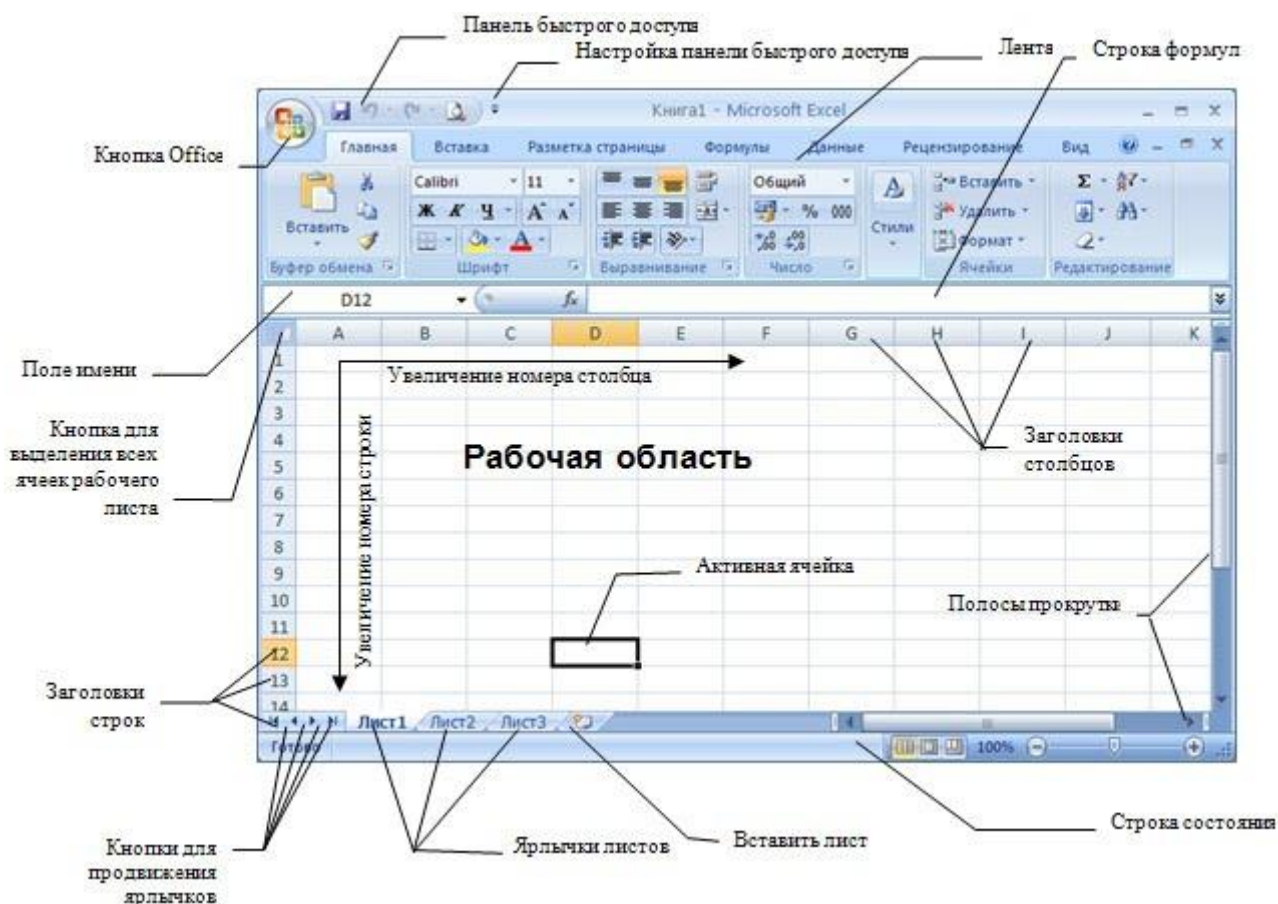 Панель быстрого доступа
Настройка панели быстрого доступа
Лента
Строка формул
Книга1 - Microsoft Excel
Кнопка Office
Главная Вставка Разметка страницы Формулы Данные Рецензирование Вид
Calibri 11 Общий Вставить
Ж К Ч А А % 000 Удалить
Вставить Стили
А ,00 Формат
Буфер обмена Шрифт Выравнивание Число Ячейки Редактирование
D12 fx
A B C D E F G H I J K
Поле имени
1
Увеличение номера столбца
2
3
Кнопка для
выделения всех
ячеек рабочего
листа
4
Увеличение номера строки
Рабочая область
Заголовки
столбцов
5
6
7
8
Активная ячейка
9
10
Полосы прокрутки
11
12
13
Заголовки
строк
14
Лист1 Лист2 Лист3
Готово 100%
Строка состояния
Кнопки для
продвижения
ярлычков
Ярлычки листов
Вставить лист